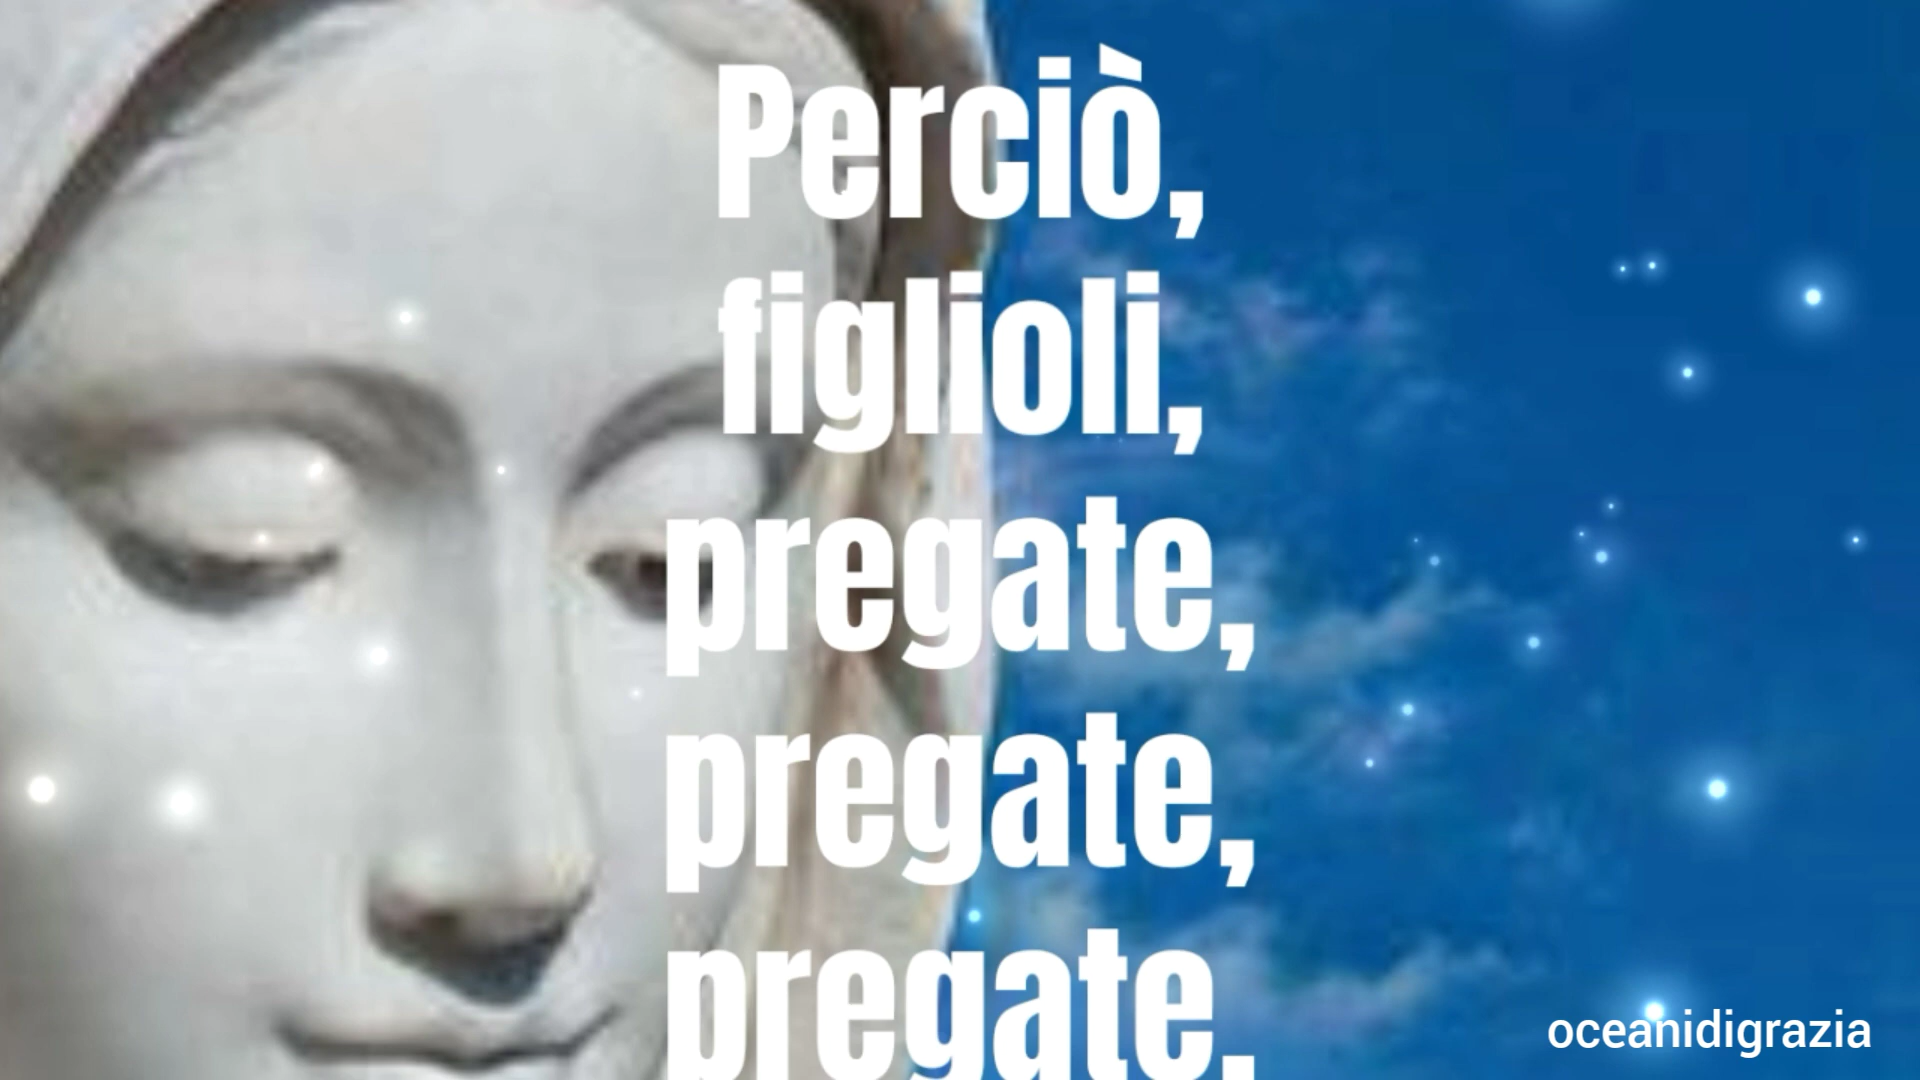 Perciò,
figlioli,
pregate,
pregate,
pregate.
oceanidigrazia